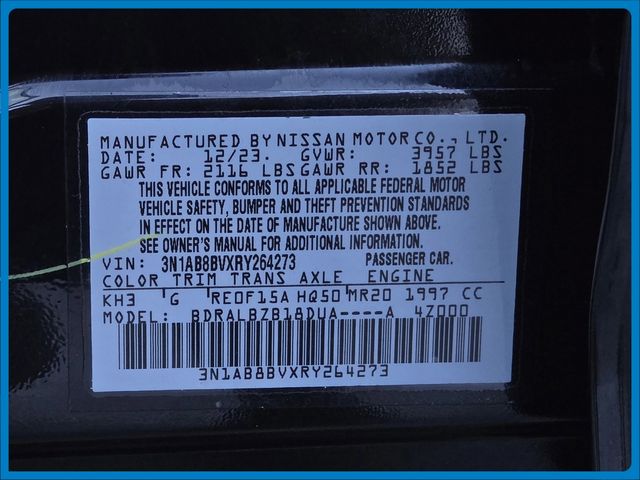 MANUFACTURED BY NISSAN MOTOR CO., LTD.
DATE: 12/23. GVWR: 3957 LBS
GAWR FR: 2116 LBS GAWR RR: 1852 LBS
THIS VEHICLE CONFORMS TO ALL APPLICABLE FEDERAL MOTOR
VEHICLE SAFETY, BUMPER AND THEFT PREVENTION STANDARDS
IN EFFECT ON THE DATE OF MANUFACTURE SHOWN ABOVE.
SEE OWNER'S MANUAL FOR ADDITIONAL INFORMATION.
VIN: 3N1AB8BVXRY264273 PASSENGER CAR.
COLOR TRIM TRANS AXLE ENGINE
KH3 G RE0F15A HQ50 MR20 1997 CC
MODEL: BDRALBZB18DUA----A 4Z000
3N1AB8BVXRY264273